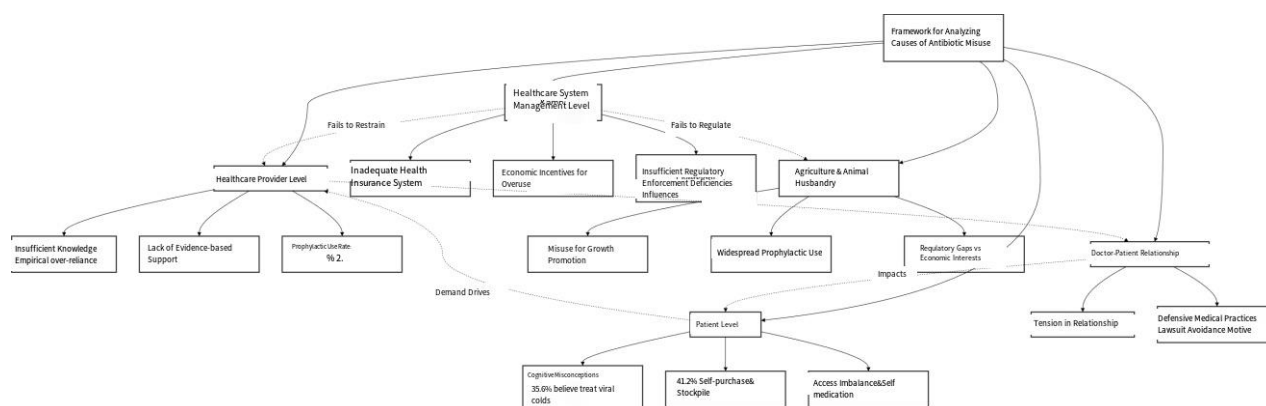 Framework for Analyzing
Causes of Antibiotic Misuse
Healthcare System
Management Level
Fails to Restrain
Fails to Regulate
Healthcare Provider Level
Inadequate Health
Insurance System
Economic Incentives for
Overuse
Insufficient Regulatory
Enforcement Deficiencies
Influences
Agriculture & Animal
Husbandry
Insufficient Knowledge
Empirical over-reliance
Lack of Evidence-based
Support
Prophylactic Use Rate:
% 2.
Misuse for Growth
Promotion
Widespread Prophylactic Use
Regulatory Gaps vs
Economic Interests
Doctor-Patient Relationship
Impacts
Demand Drives
Patient Level
Tension in Relationship
Defensive Medical Practices
Lawsuit Avoidance Motive
Cognitive Misconceptions
35.6% believe treat viral
colds
41.2% Self-purchase&
Stockpile
Access Imbalance&Self
medication